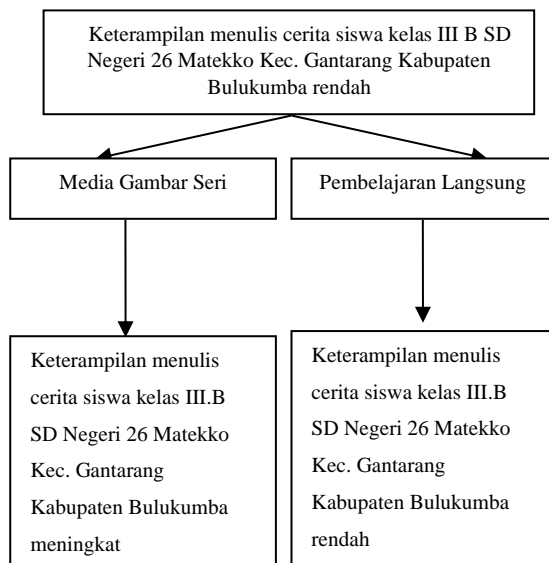 Keterampilan menulis cerita siswa kelas III B SD
Negeri 26 Matekko Kec. Gantarang Kabupaten
Bulukumba rendah
Media Gambar Seri
Pembelajaran Langsung
Keterampilan menulis
cerita siswa kelas III.B
SD Negeri 26 Matekko
Kec. Gantarang
Kabupaten Bulukumba
meningkat
Keterampilan menulis
cerita siswa kelas III.B
SD Negeri 26 Matekko
Kec. Gantarang
Kabupaten Bulukumba
rendah